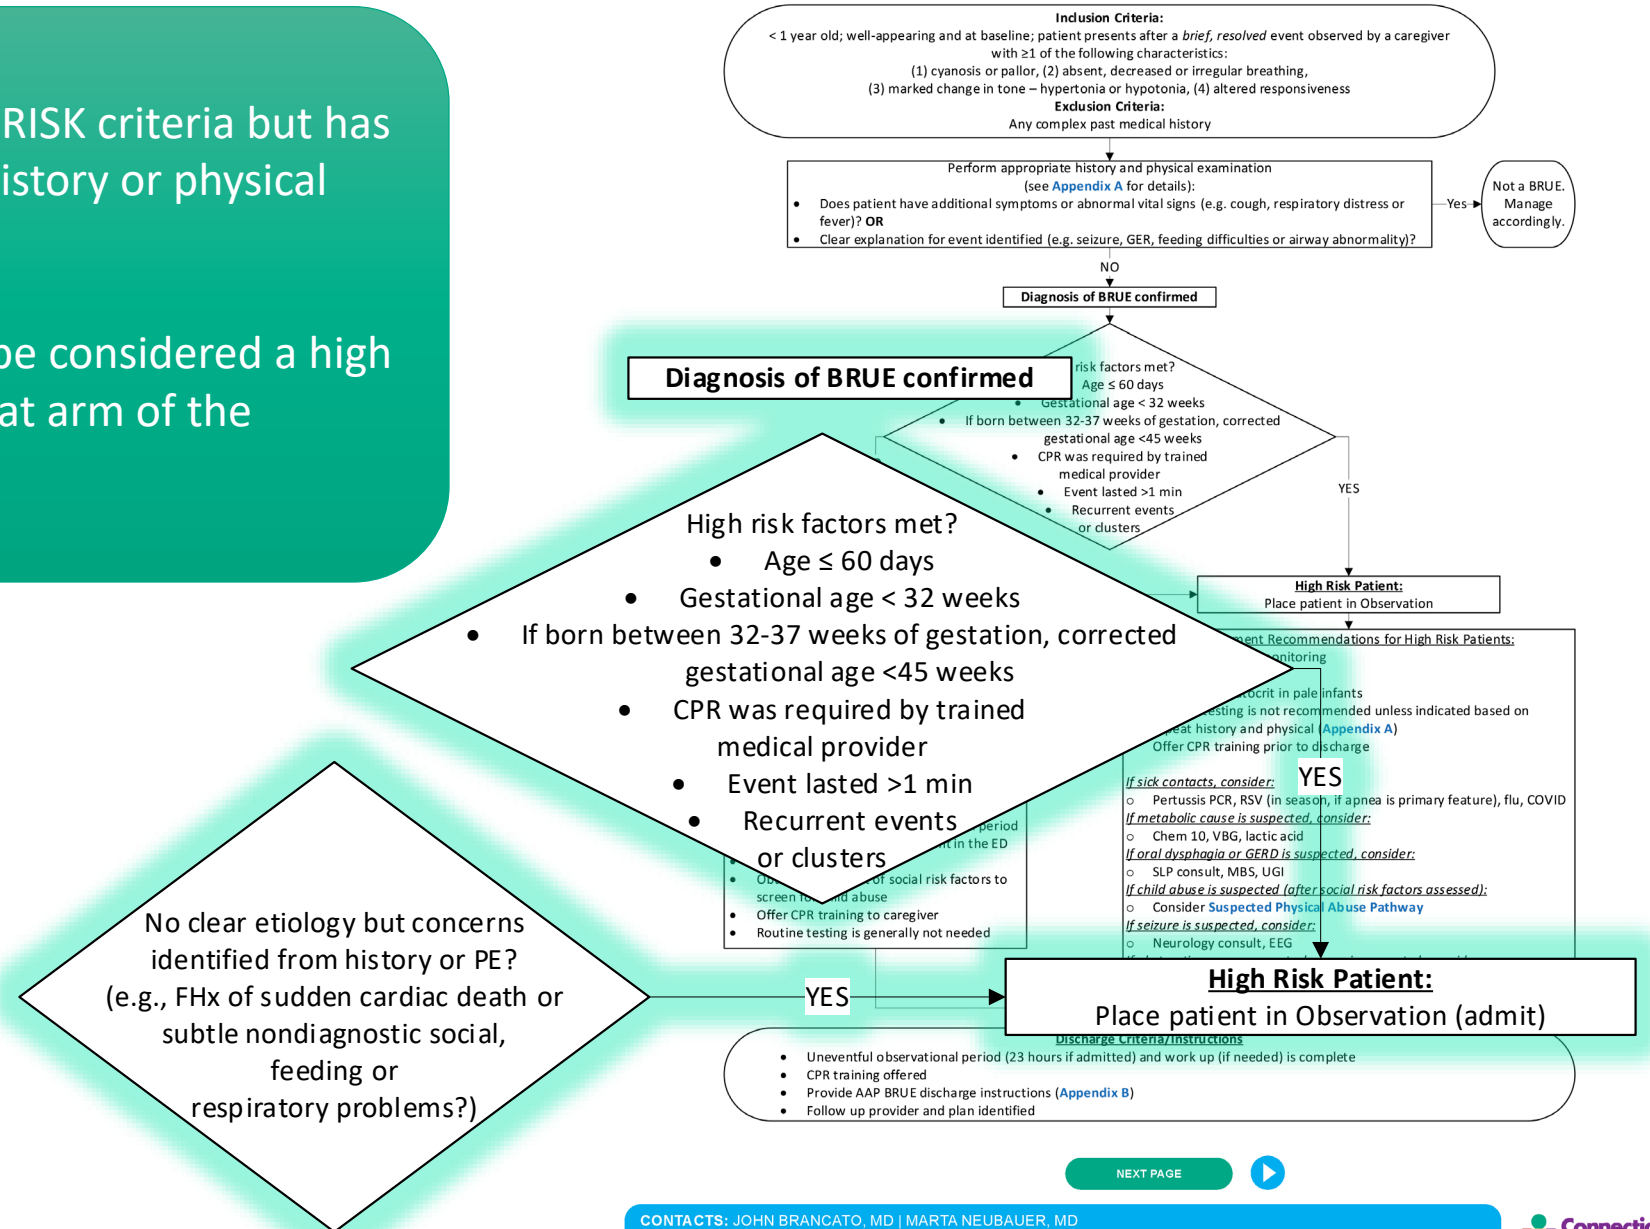 RISK criteria but has
istory or physical
be considered a high
at arm of the
Inclusion Criteria:
< 1 year old; well-appearing and at baseline; patient presents after a brief, resolved event observed by a caregiver
with ≥1 of the following characteristics:
(1) cyanosis or pallor, (2) absent, decreased or irregular breathing,
(3) marked change in tone – hypertonia or hypotonia, (4) altered responsiveness
Exclusion Criteria:
Any complex past medical history
Perform appropriate history and physical examination
(see Appendix A for details):
• Does patient have additional symptoms or abnormal vital signs (e.g. cough, respiratory distress or
fever)? OR
• Clear explanation for event identified (e.g. seizure, GER, feeding difficulties or airway abnormality)?
Yes
Not a BRUE.
Manage
accordingly.
NO
Diagnosis of BRUE confirmed
risk factors met?
Age ≤ 60 days
• Gestational age < 32 weeks
• If born between 32-37 weeks of gestation, corrected
gestational age <45 weeks
• CPR was required by trained
medical provider
• Event lasted >1 min
• Recurrent events
or clusters
YES
Diagnosis of BRUE confirmed
High risk factors met?
• Age ≤ 60 days
• Gestational age < 32 weeks
• If born between 32-37 weeks of gestation, corrected
gestational age <45 weeks
• CPR was required by trained
medical provider
• Event lasted >1 min
• Recurrent events
or clusters
YES
High Risk Patient:
Place patient in Observation
ment Recommendations for High Risk Patients:
onitoring
ocrit in pale infants
esting is not recommended unless indicated based on
peat history and physical (Appendix A)
Offer CPR training prior to discharge
If sick contacts, consider:
○ Pertussis PCR, RSV (in season, if apnea is primary feature), flu, COVID
If metabolic cause is suspected, consider:
○ Chem 10, VBG, lactic acid
If oral dysphagia or GERD is suspected, consider:
○ SLP consult, MBS, UGI
If child abuse is suspected (after social risk factors assessed):
○ Consider Suspected Physical Abuse Pathway
If seizure is suspected, consider:
○ Neurology consult, EEG
period
t in the ED
of social risk factors to
screen for child abuse
• Offer CPR training to caregiver
• Routine testing is generally not needed
No clear etiology but concerns
identified from history or PE?
(e.g., FHx of sudden cardiac death or
subtle nondiagnostic social,
feeding or
respiratory problems?)
YES
High Risk Patient:
Place patient in Observation (admit)
Discharge Criteria/Instructions
• Uneventful observational period (23 hours if admitted) and work up (if needed) is complete
• CPR training offered
• Provide AAP BRUE discharge instructions (Appendix B)
• Follow up provider and plan identified
NEXT PAGE
CONTACTS: JOHN BRANCATO, MD | MARTA NEUBAUER, MD
Connectic